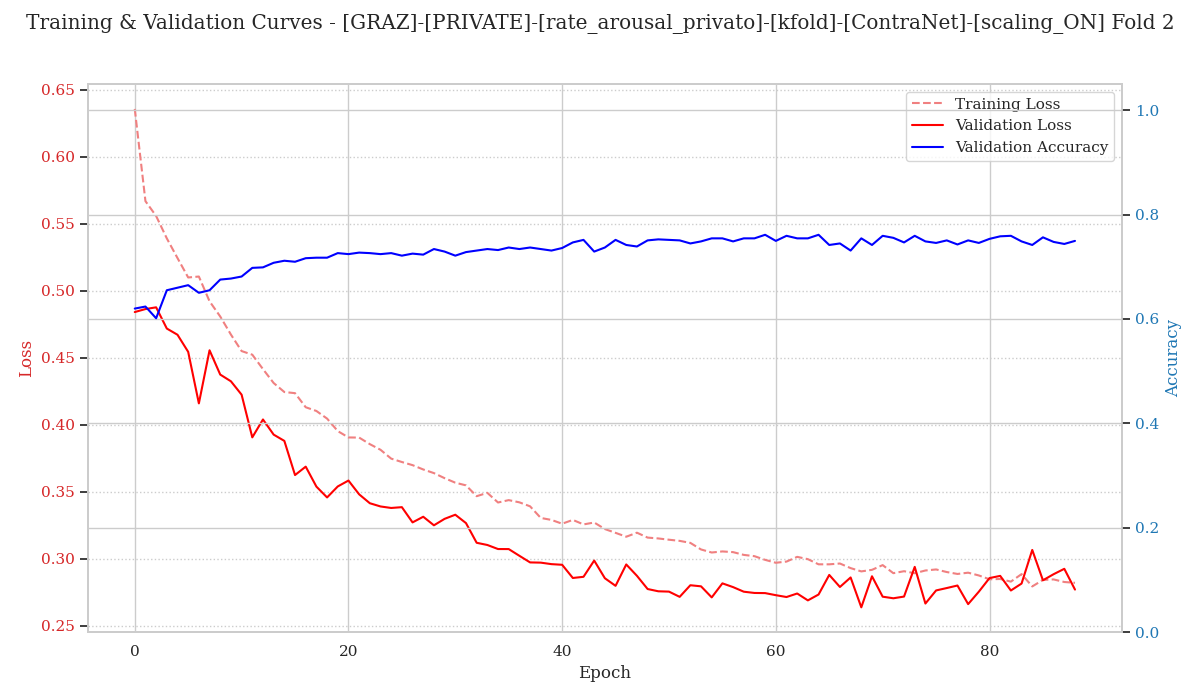 Training & Validation Curves - [GRAZ]-[PRIVATE]-[rate_arousal_privato]-[kfold]-[ContraNet]-[scaling_ON] Fold 2
Training Loss
Validation Loss
Validation Accuracy
0.65
0.60
0.55
0.50
0.45
0.40
0.35
0.30
0.25
Loss
1.0
0.8
0.6
0.4
0.2
0.0
Accuracy
0
20
40
60
80
Epoch